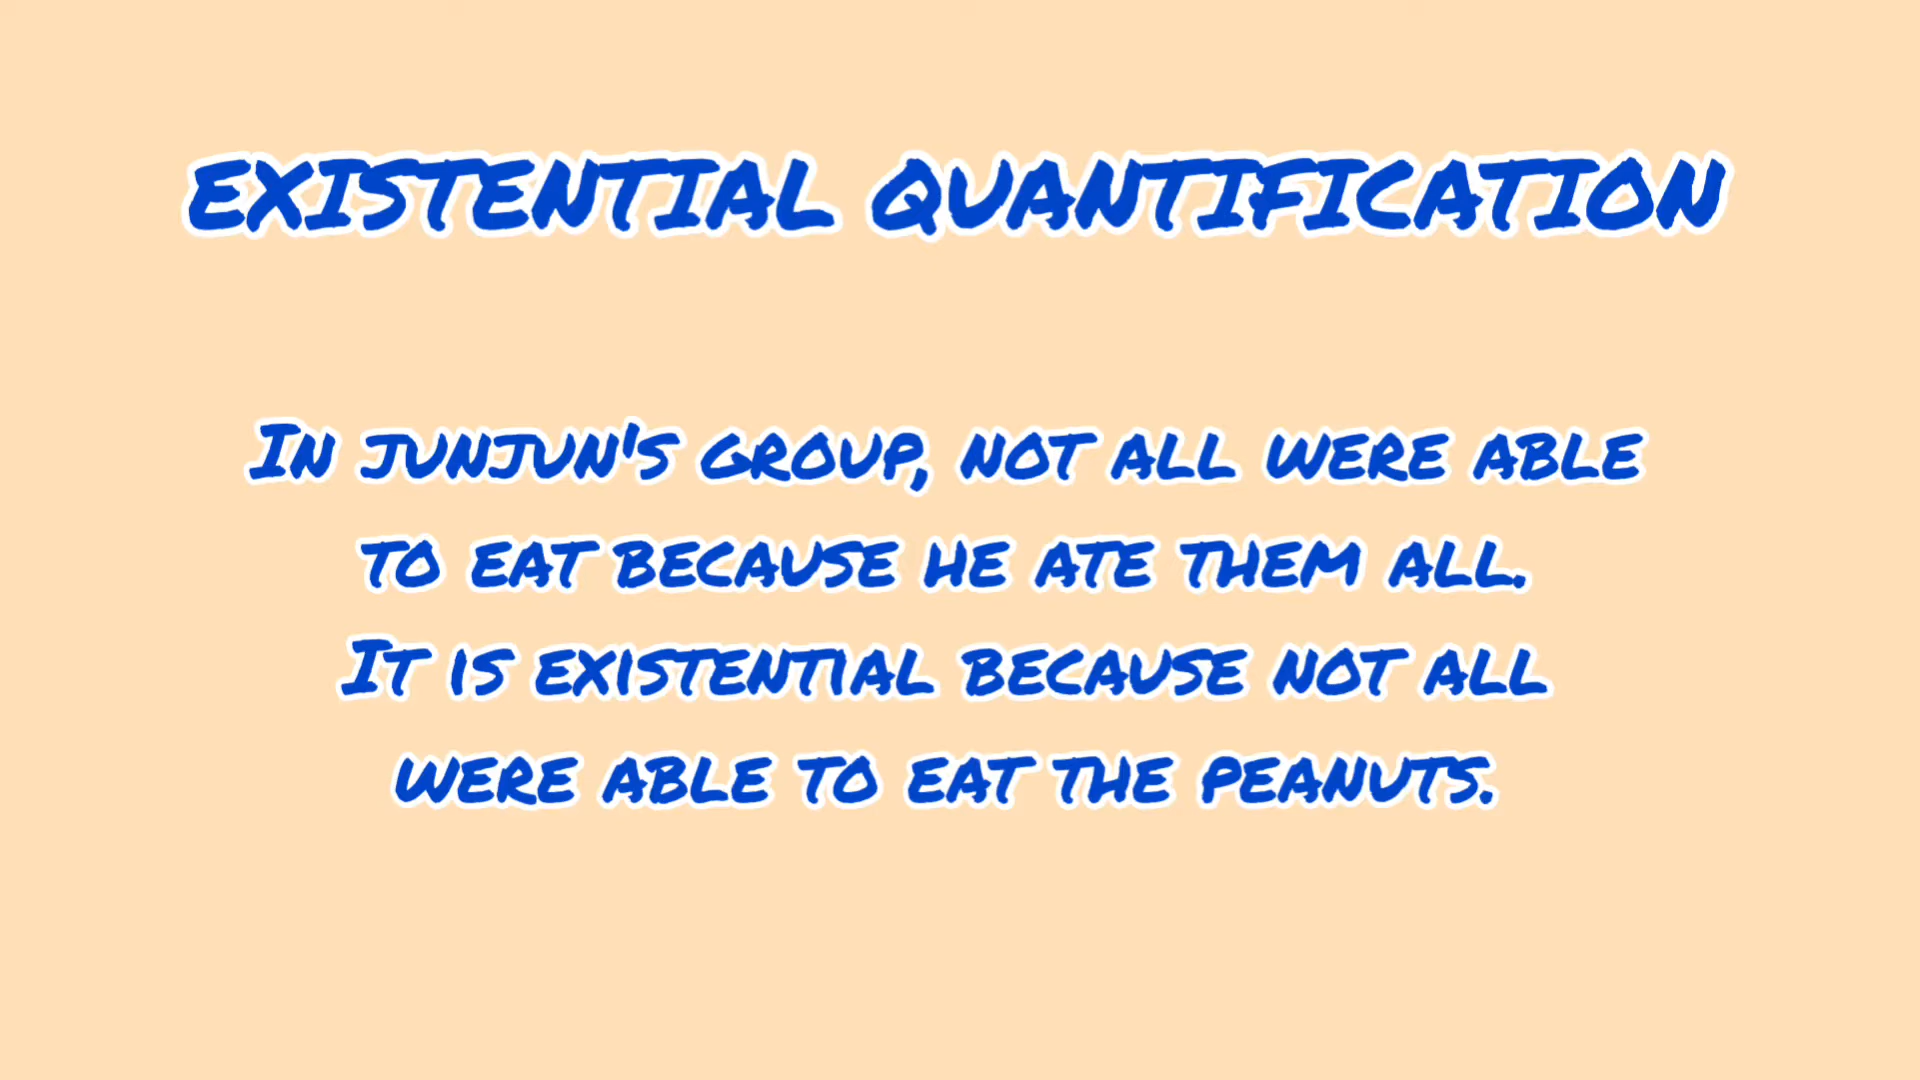 EXISTENTIAL QUANTIFICATION
In junjun's group, not all were able
to eat because he ate them all.
It is existential because not all
were able to eat the peanuts.